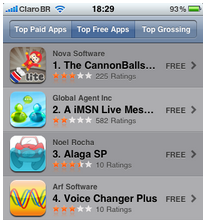 Claro BR 18:29 93%
Top Paid Apps Top Free Apps Top Grossing
Nova Software
1. The CannonBalls... FREE
lite
225 Ratings
Global Agent Inc
2. A iMSN Live Mes... FREE
582 Ratings
Noel Rocha
3. Alaga SP FREE
10 Ratings
Arf Software
4. Voice Changer Plus FREE
10 Ratings